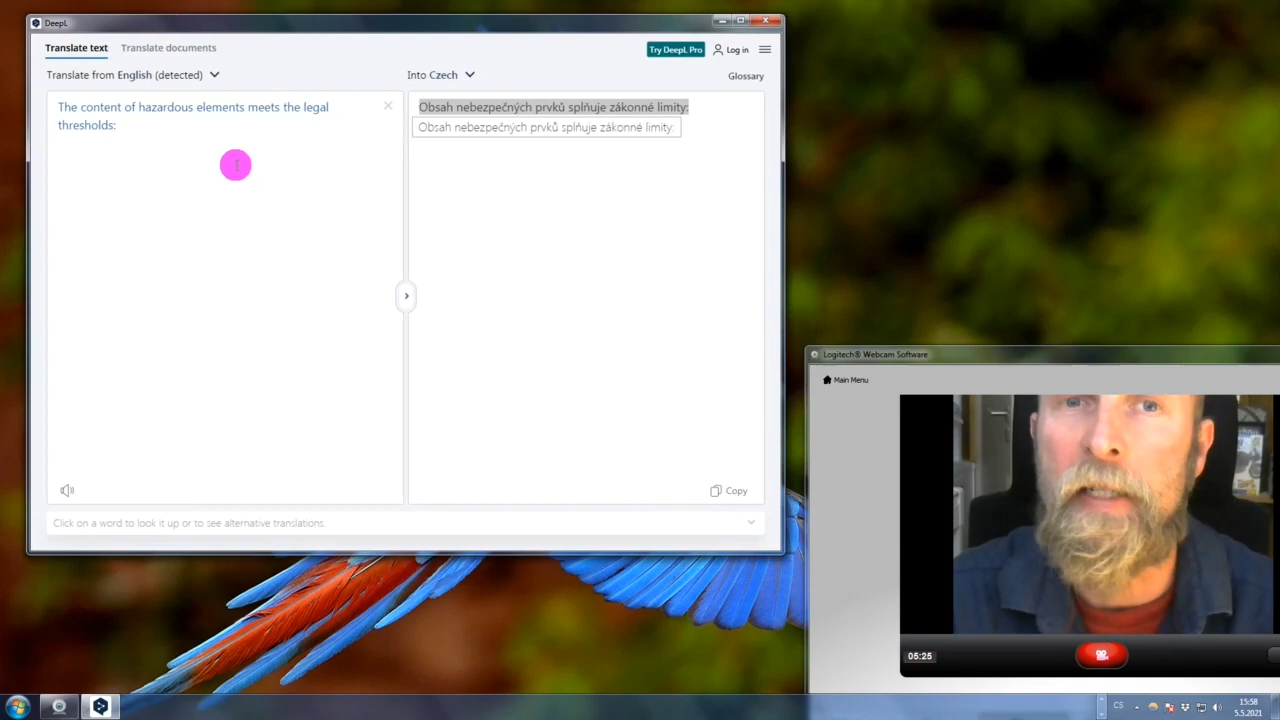 DeepL
Translate text
Translate documents
Try DeepL Pro
Log in
Translate from English (detected)
Into Czech
Glossary
The content of hazardous elements meets the legal
thresholds:
Obsah nebezpečných prvků splňuje zákonné limity:
Obsah nebezpečných prvků splňuje zákonné limity:
Copy
Click on a word to look it up or to see alternative translations.
Logitech® Webcam Software
Main Menu
05:25
CS
15:58
5.5.2021